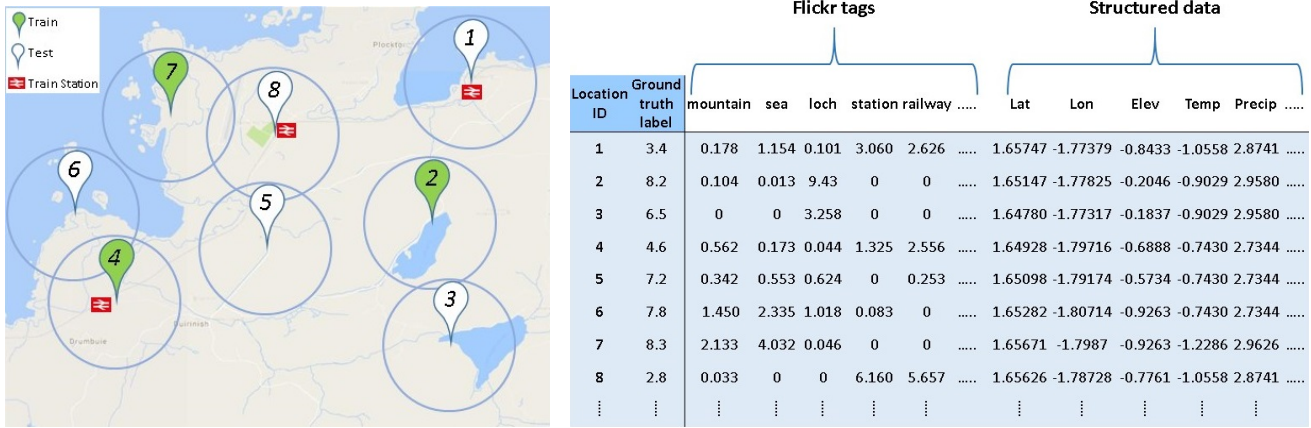 Train
Test
Train Station
Plockto
1
7
8
6
2
5
4
3
Duirinish
Drumbuie
Flickr tags Structured data
Location ID Ground truth label mountain sea loch station railway ..... Lat Lon Elev Temp Precip .....
1 3.4 0.178 1.154 0.101 3.060 2.626 ..... 1.65747 -1.77379 -0.8433 -1.0558 2.8741 .....
2 8.2 0.104 0.013 9.43 0 0 ..... 1.65147 -1.77825 -0.2046 -0.9029 2.9580 .....
3 6.5 0 0 3.258 0 0 ..... 1.64780 -1.77317 -0.1837 -0.9029 2.9580 .....
4 4.6 0.562 0.173 0.044 1.325 2.556 ..... 1.64928 -1.79716 -0.6888 -0.7430 2.7344 .....
5 7.2 0.342 0.553 0.624 0 0.253 ..... 1.65098 -1.79174 -0.5734 -0.7430 2.7344 .....
6 7.8 1.450 2.335 1.018 0.083 0 ..... 1.65282 -1.80714 -0.9263 -0.7430 2.7344 .....
7 8.3 2.133 4.032 0.046 0 0 ..... 1.65671 -1.7987 -0.9263 -1.2286 2.9626 .....
8 2.8 0.033 0 0 6.160 5.657 ..... 1.65626 -1.78728 -0.7761 -1.0558 2.8741 .....